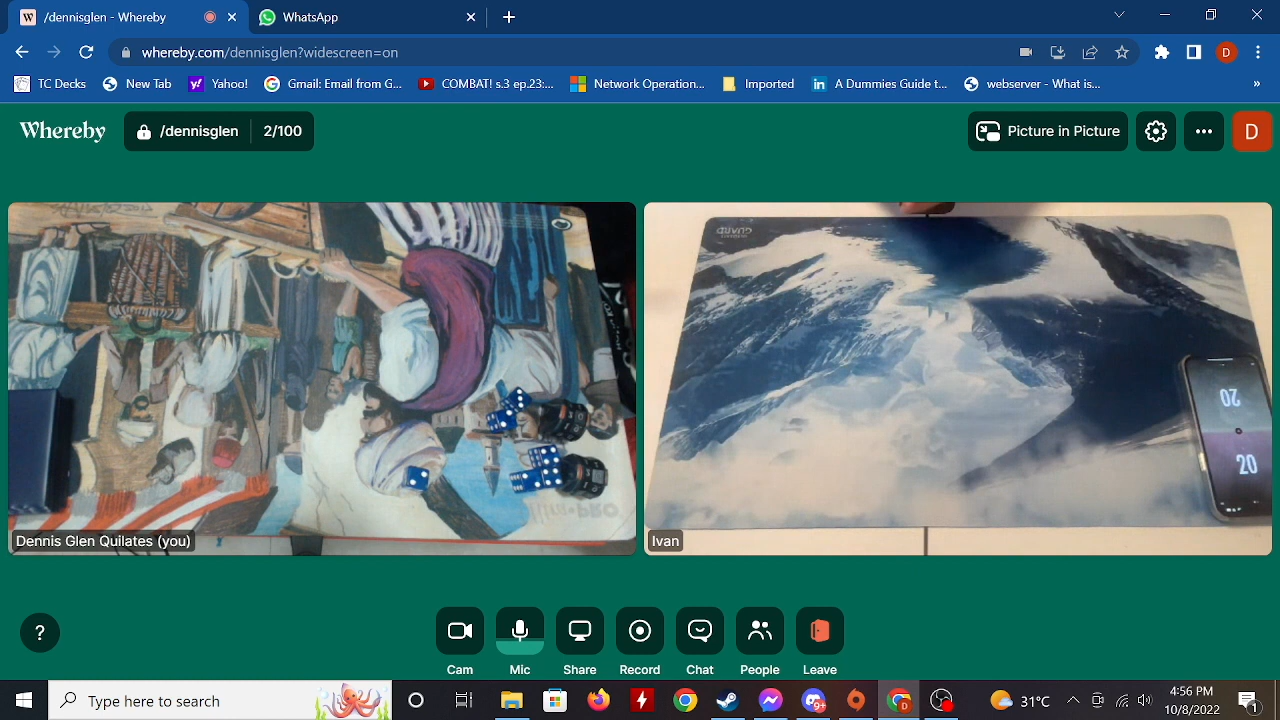 /dennisglen - Whereby
WhatsApp
whereby.com/dennisglen?widescreen=on
D
TC Decks
New Tab
Yahoo!
Gmail: Email from G...
COMBAT! s.3 ep.23:...
Network Operation...
Imported
A Dummies Guide t...
webserver - What is...
»
Whereby
/dennisglen
2/100
Picture in Picture
D
20
20
Dennis Glen Quilates (you)
Ivan
?
Cam
Mic
Share
Record
Chat
People
Leave
Type here to search
9+
D
31°C
4:56 PM
10/8/2022
1